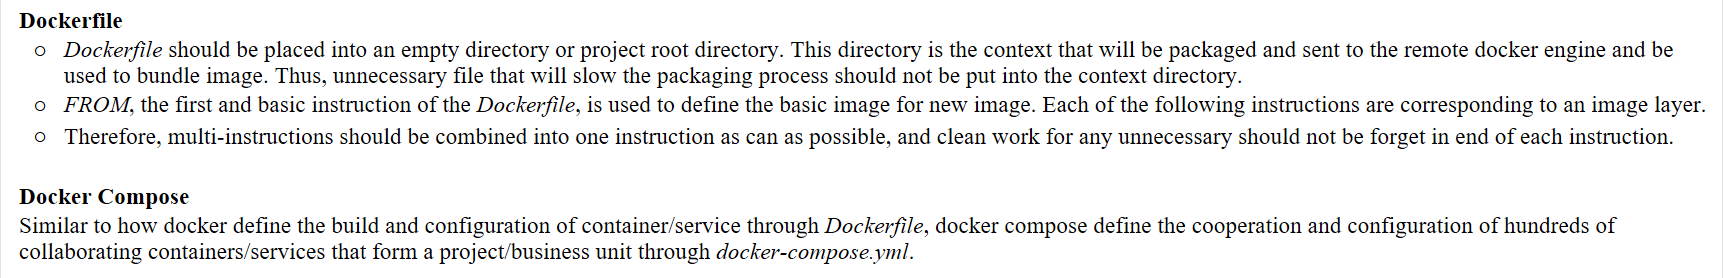 Dockerfile
○ Dockerfile should be placed into an empty directory or project root directory. This directory is the context that will be packaged and sent to the remote docker engine and be
used to bundle image. Thus, unnecessary file that will slow the packaging process should not be put into the context directory.
○ FROM, the first and basic instruction of the Dockerfile, is used to define the basic image for new image. Each of the following instructions are corresponding to an image layer.
○ Therefore, multi-instructions should be combined into one instruction as can as possible, and clean work for any unnecessary should not be forget in end of each instruction.
Docker Compose
Similar to how docker define the build and configuration of container/service through Dockerfile, docker compose define the cooperation and configuration of hundreds of
collaborating containers/services that form a project/business unit through docker-compose.yml.